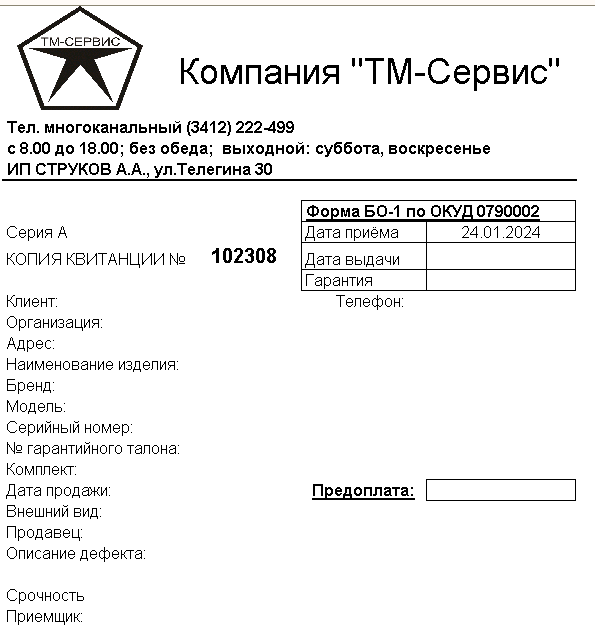 ТМ-СЕРВИС
Компания "ТМ-Сервис"
Тел. многоканальный (3412) 222-499
с 8.00 до 18.00; без обеда; выходной: суббота, воскресенье
ИП СТРУКОВ А.А., ул.Телегина 30
Форма БО-1 по ОКУД 0790002
Серия А
Дата приёма 24.01.2024
КОПИЯ КВИТАНЦИИ № 102308
Дата выдачи
Гарантия
Клиент: Телефон:
Организация:
Адрес:
Наименование изделия:
Бренд:
Модель:
Серийный номер:
№ гарантийного талона:
Комплект:
Дата продажи: Предоплата:
Внешний вид:
Продавец:
Описание дефекта:
Срочность
Приемщик: